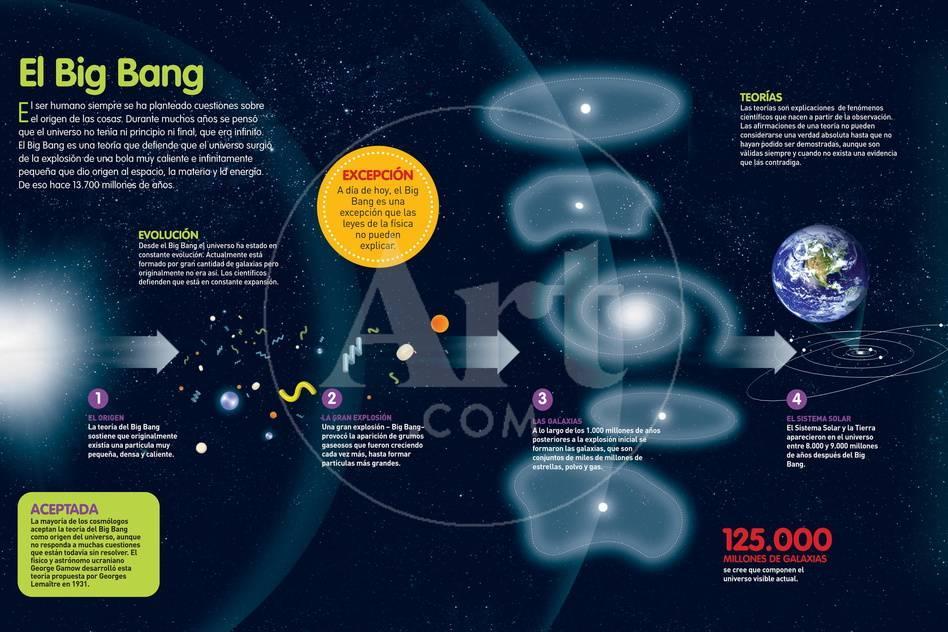 El Big Bang
El ser humano siempre se ha planteado cuestiones sobre
el origen de las cosas. Durante muchos años se pensó
que el universo no tenía ni principio ni final, que era infinito.
El Big Bang es una teoría que defiende que el universo surgió
de la explosión de una bola muy caliente e infinitamente
pequeña que dio origen al espacio, la materia y la energía.
De eso hace 13.700 millones de años.
EVOLUCIÓN
Desde el Big Bang el universo ha estado en
constante evolución. Actualmente está
formado por gran cantidad de galaxias pero
originalmente no era así. Los científicos
defienden que está en constante expansión.
EXCEPCIÓN
A día de hoy, el Big
Bang es una
excepción que las
leyes de la física
no pueden
explicar.
TEORÍAS
Las teorías son explicaciones de fenómenos
científicos que nacen a partir de la observación.
Las afirmaciones de una teoría no pueden
considerarse una verdad absoluta hasta que no
hayan podido ser demostradas, aunque son
válidas siempre y cuando no exista una evidencia
que las contradiga.
1
EL ORIGEN
La teoría del Big Bang
sostiene que originalmente
existía una partícula muy
pequeña, densa y caliente.
2
LA GRAN EXPLOSIÓN
Una gran explosión – Big Bang–
provocó la aparición de grumos
gaseosos que fueron creciendo
cada vez más, hasta formar
partículas más grandes.
3
LAS GALAXIAS
A lo largo de los 1.000 millones de años
posteriores a la explosión inicial se
formaron las galaxias, que son
conjuntos de miles de millones de
estrellas, polvo y gas.
4
EL SISTEMA SOLAR
El Sistema Solar y la Tierra
aparecieron en el universo
entre 8.000 y 9.000 millones
de años después del Big
Bang.
ACEPTADA
La mayoría de los cosmólogos
aceptan la teoría del Big Bang
como origen del universo, aunque
no responda a muchas cuestiones
que están todavía sin resolver. El
físico y astrónomo ucraniano
George Gamow desarrolló esta
teoría propuesta por Georges
Lemaître en 1931.
125.000
MILLONES DE GALAXIAS
se cree que componen el
universo visible actual.
Art
.COM